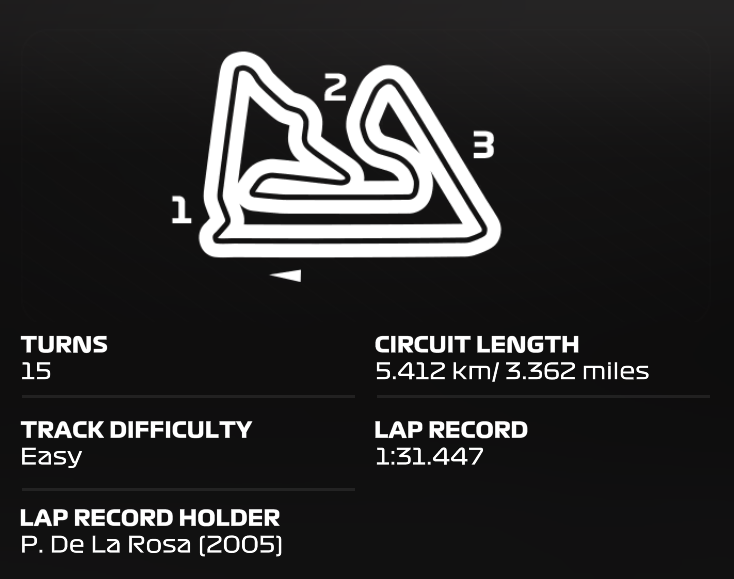 2
3
1
TURNS
15
CIRCUIT LENGTH
5.412 km/ 3.362 miles
TRACK DIFFICULTY
Easy
LAP RECORD
1:31.447
LAP RECORD HOLDER
P. De La Rosa (2005)